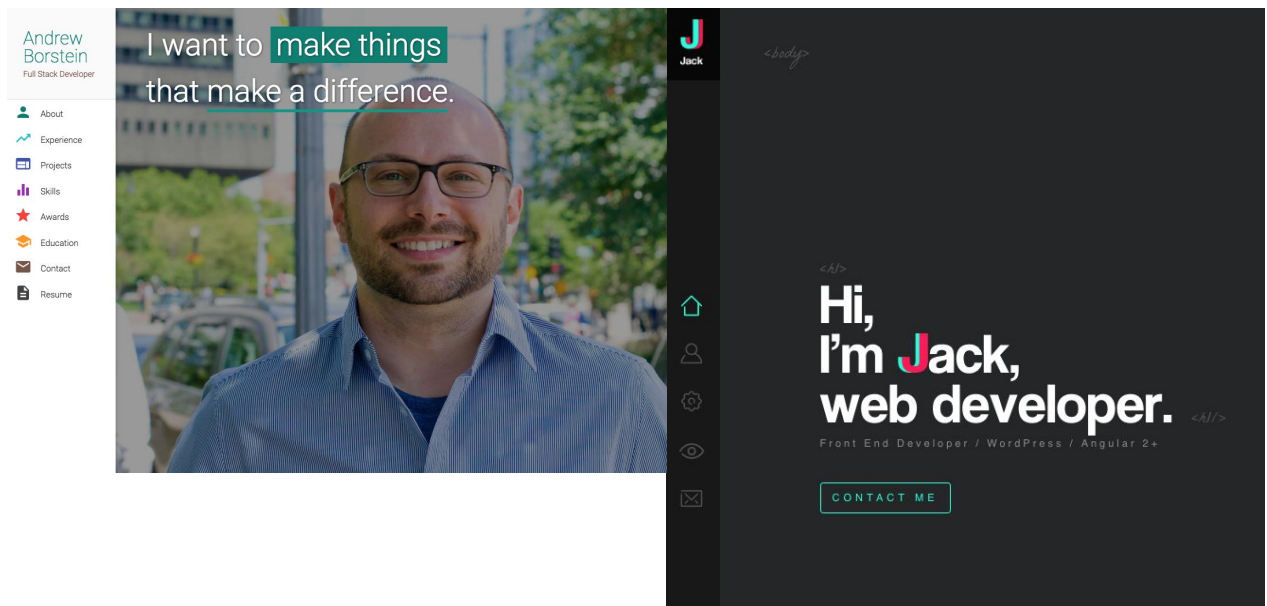 Andrew
Borstein
Full Stack Developer
About
Experience
Projects
Skills
Awards
Education
Contact
Resume
I want to make things
that make a difference.
J
Jack
<body>
<h1>
Hi,
I'm Jack,
web developer.
<h1/>
Front End Developer / WordPress / Angular 2+
CONTACT ME